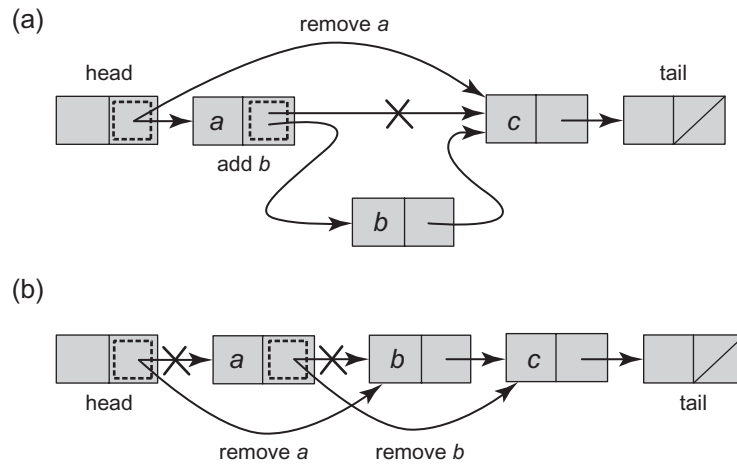 (a)
remove a
head
tail
a
c
add b
b
(b)
a
b
c
head
tail
remove a
remove b